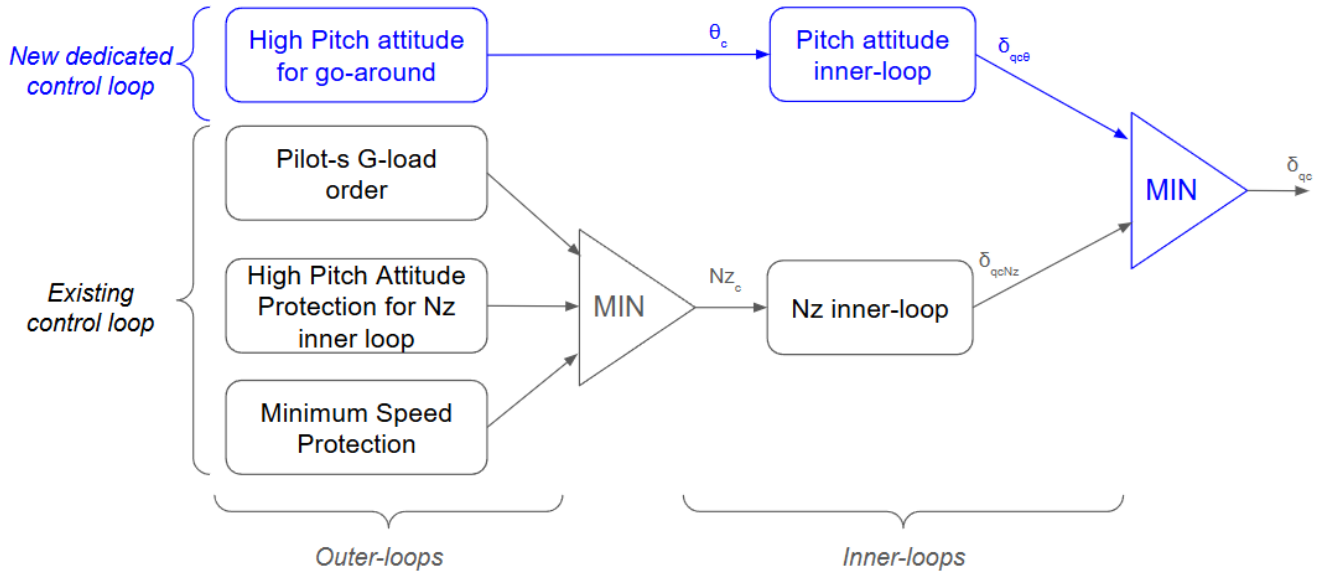 New dedicated
control loop
High Pitch attitude
for go-around
θc
Pitch attitude
inner-loop
δqcθ
MIN
δqc
Existing
control loop
Pilot-s G-load
order
High Pitch Attitude
Protection for Nz
inner loop
Minimum Speed
Protection
MIN
Nzc
Nz inner-loop
δqcNz
Outer-loops
Inner-loops